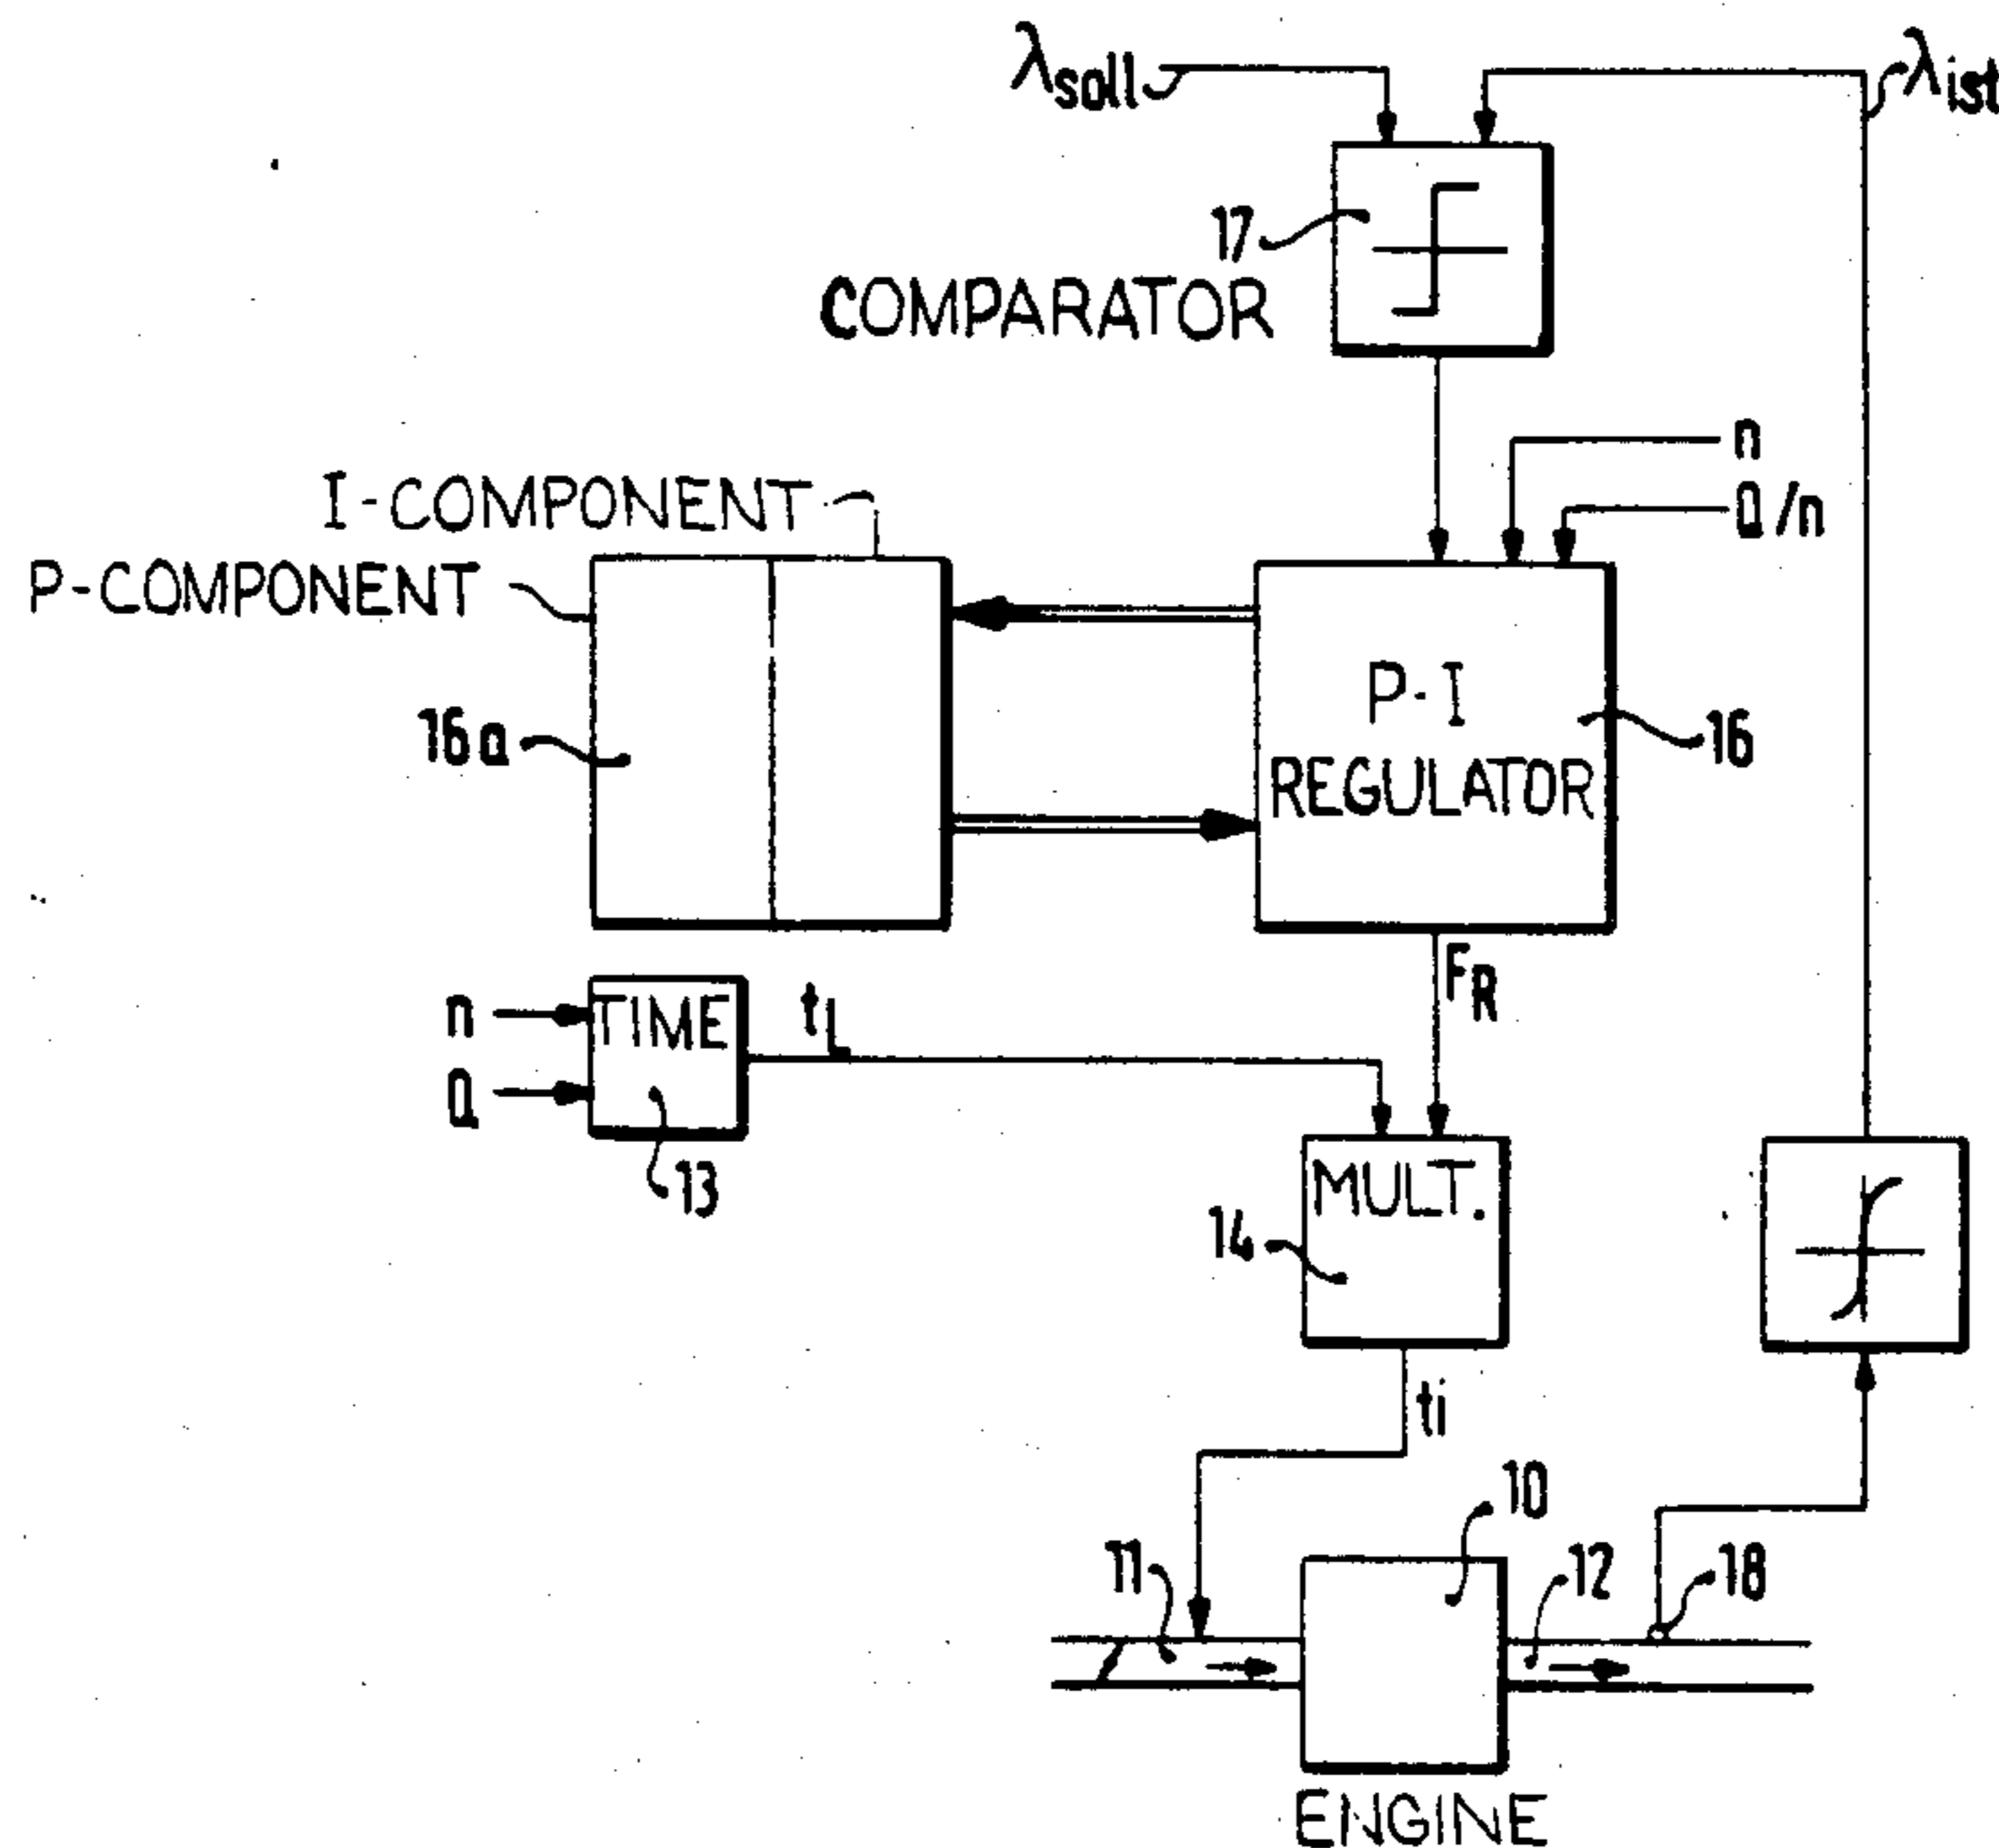 λsoll
λist
17
COMPARATOR
n
I-COMPONENT
Q/n
P-COMPONENT
P-I
REGULATOR
16a
16
FR
n
TIME
tL
Q
13
MULT.
14
ti
10
11
12
18
ENGINE